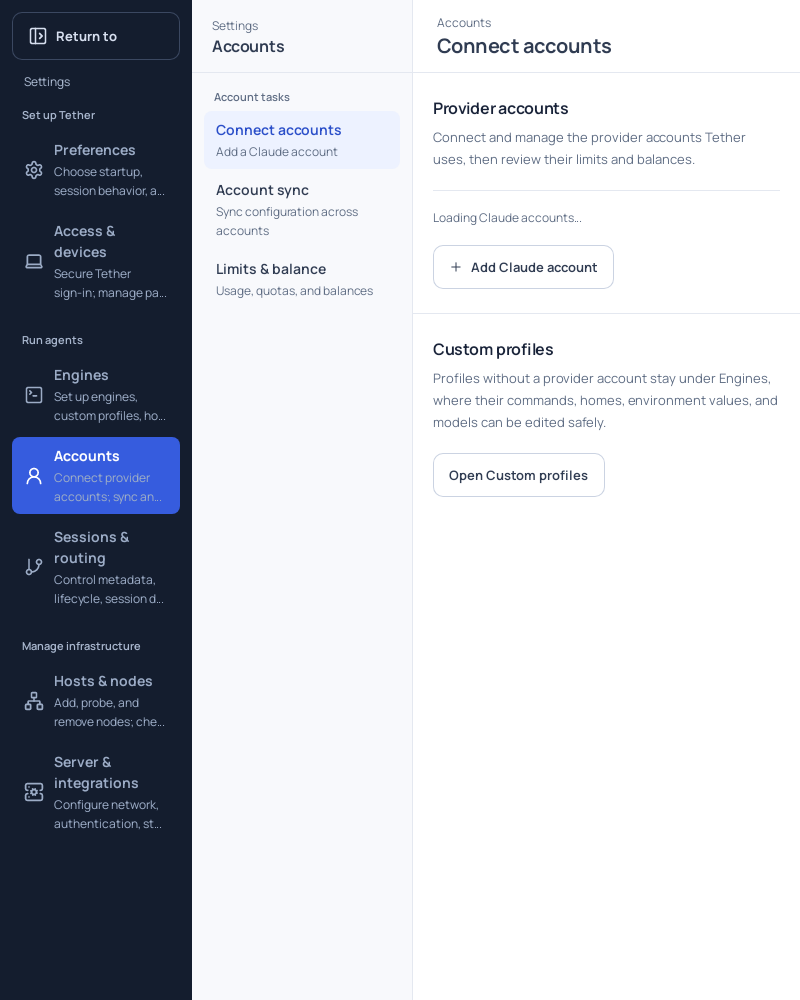 Return to
Settings
Set up Tether
Preferences
Choose startup,
session behavior, a...
Access &
devices
Secure Tether
sign-in; manage pa...
Run agents
Engines
Set up engines,
custom profiles, ho...
Accounts
Connect provider
accounts; sync an...
Sessions &
routing
Control metadata,
lifecycle, session d...
Manage infrastructure
Hosts & nodes
Add, probe, and
remove nodes; che...
Server &
integrations
Configure network,
authentication, st...
Settings
Accounts
Account tasks
Connect accounts
Add a Claude account
Account sync
Sync configuration across
accounts
Limits & balance
Usage, quotas, and balances
Accounts
Connect accounts
Provider accounts
Connect and manage the provider accounts Tether
uses, then review their limits and balances.
Loading Claude accounts...
Add Claude account
Custom profiles
Profiles without a provider account stay under Engines,
where their commands, homes, environment values, and
models can be edited safely.
Open Custom profiles